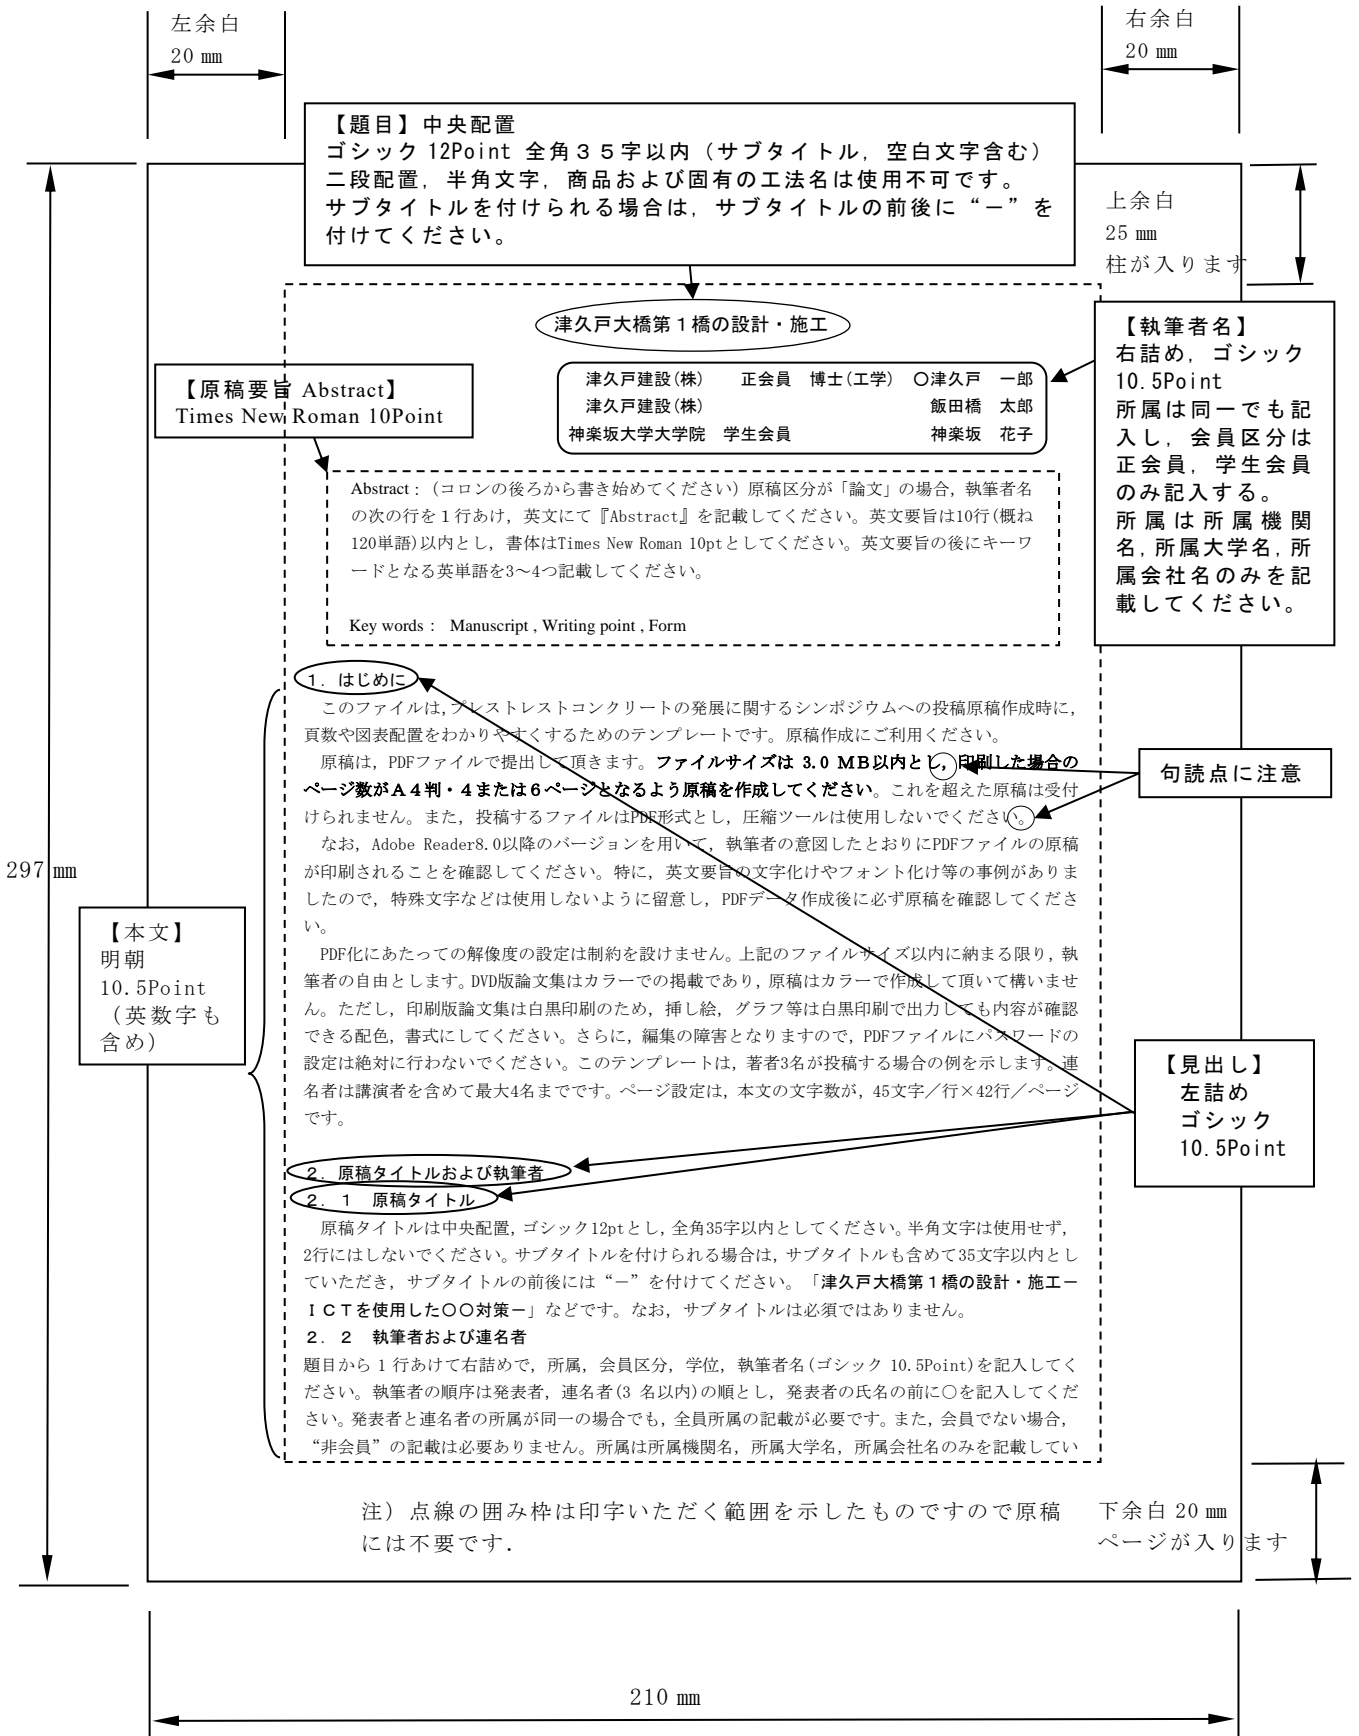 左余白
20 ㎜
右余白
20 ㎜
【題目】中央配置
ゴシック 12Point 全角３５字以内（サブタイトル，空白文字含む）
二段配置，半角文字，商品および固有の工法名は使用不可です。
サブタイトルを付けられる場合は，サブタイトルの前後に“－”を
付けてください。
上余白
25 ㎜
柱が入ります
津久戸大橋第１橋の設計・施工
【執筆者名】
右詰め，ゴシック
10.5Point
所属は同一でも記
入し，会員区分は
正会員，学生会員
のみ記入する。
所属は所属機関
名，所属大学名，所
属会社名のみを記
載してください。
津久戸建設(株)　正会員　博士(工学)　○津久戸　一郎
津久戸建設(株)　飯田橋　太郎
神楽坂大学大学院　学生会員　神楽坂　花子
【原稿要旨 Abstract】
Times New Roman 10Point
Abstract：（コロンの後ろから書き始めてください）原稿区分が「論文」の場合，執筆者名
の次の行を１行あけ，英文にて『Abstract』を記載してください。英文要旨は10行(概ね
120単語)以内とし，書体はTimes New Roman 10ptとしてください。英文要旨の後にキーワ
ードとなる英単語を3～4つ記載してください。
Key words： Manuscript , Writing point , Form
１．はじめに
このファイルは，プレストレストコンクリートの発展に関するシンポジウムへの投稿原稿作成時に，
頁数や図表配置をわかりやすくするためのテンプレートです。原稿作成にご利用ください。
原稿は，PDFファイルで提出して頂きます。ファイルサイズは 3.0 ＭＢ以内とし，印刷した場合の
ページ数がＡ４判・４または６ページとなるよう原稿を作成してください。これを超えた原稿は受付
けられません。また，投稿するファイルはPDF形式とし，圧縮ツールは使用しないでください。
なお，Adobe Reader8.0以降のバージョンを用いて，執筆者の意図したとおりにPDFファイルの原稿
が印刷されることを確認してください。特に，英文要旨の文字化けやフォント化け等の事例がありま
したので，特殊文字などは使用しないように留意し，PDFデータ作成後に必ず原稿を確認してくださ
い。
PDF化にあたっての解像度の設定は制約を設けません。上記のファイルサイズ以内に納まる限り，執
筆者の自由とします。DVD版論文集はカラーでの掲載であり，原稿はカラーで作成して頂いて構いませ
ん。ただし，印刷版論文集は白黒印刷のため，挿し絵，グラフ等は白黒印刷で出力しても内容が確認
できる配色，書式にしてください。さらに，編集の障害となりますので，PDFファイルにパスワードの
設定は絶対に行わないでください。このテンプレートは，著者3名が投稿する場合の例を示します。連
名者は講演者を含めて最大4名までです。ページ設定は，本文の文字数が，45文字／行×42行／ページ
です。
句読点に注意
297 ㎜
【本文】
明朝
10.5Point
（英数字も
含め）
【見出し】
左詰め
ゴシック
10.5Point
２．原稿タイトルおよび執筆者
２．１　原稿タイトル
原稿タイトルは中央配置，ゴシック12ptとし，全角35字以内としてください。半角文字は使用せず，
2行にはしないでください。サブタイトルを付けられる場合は，サブタイトルも含めて35文字以内とし
ていただき，サブタイトルの前後には“－”を付けてください。「津久戸大橋第１橋の設計・施工－
ＩＣＴを使用した○○対策－」などです。なお，サブタイトルは必須ではありません。
２．２　執筆者および連名者
題目から 1 行あけて右詰めで，所属，会員区分，学位，執筆者名(ゴシック 10.5Point)を記入してく
ださい。執筆者の順序は発表者，連名者(3 名以内)の順とし，発表者の氏名の前に○を記入してくだ
さい。発表者と連名者の所属が同一の場合でも，全員所属の記載が必要です。また，会員でない場合，
“非会員”の記載は必要ありません。所属は所属機関名，所属大学名，所属会社名のみを記載してい
注）点線の囲み枠は印字いただく範囲を示したものですので原稿
には不要です．
下余白 20 ㎜
ページが入ります
210 ㎜